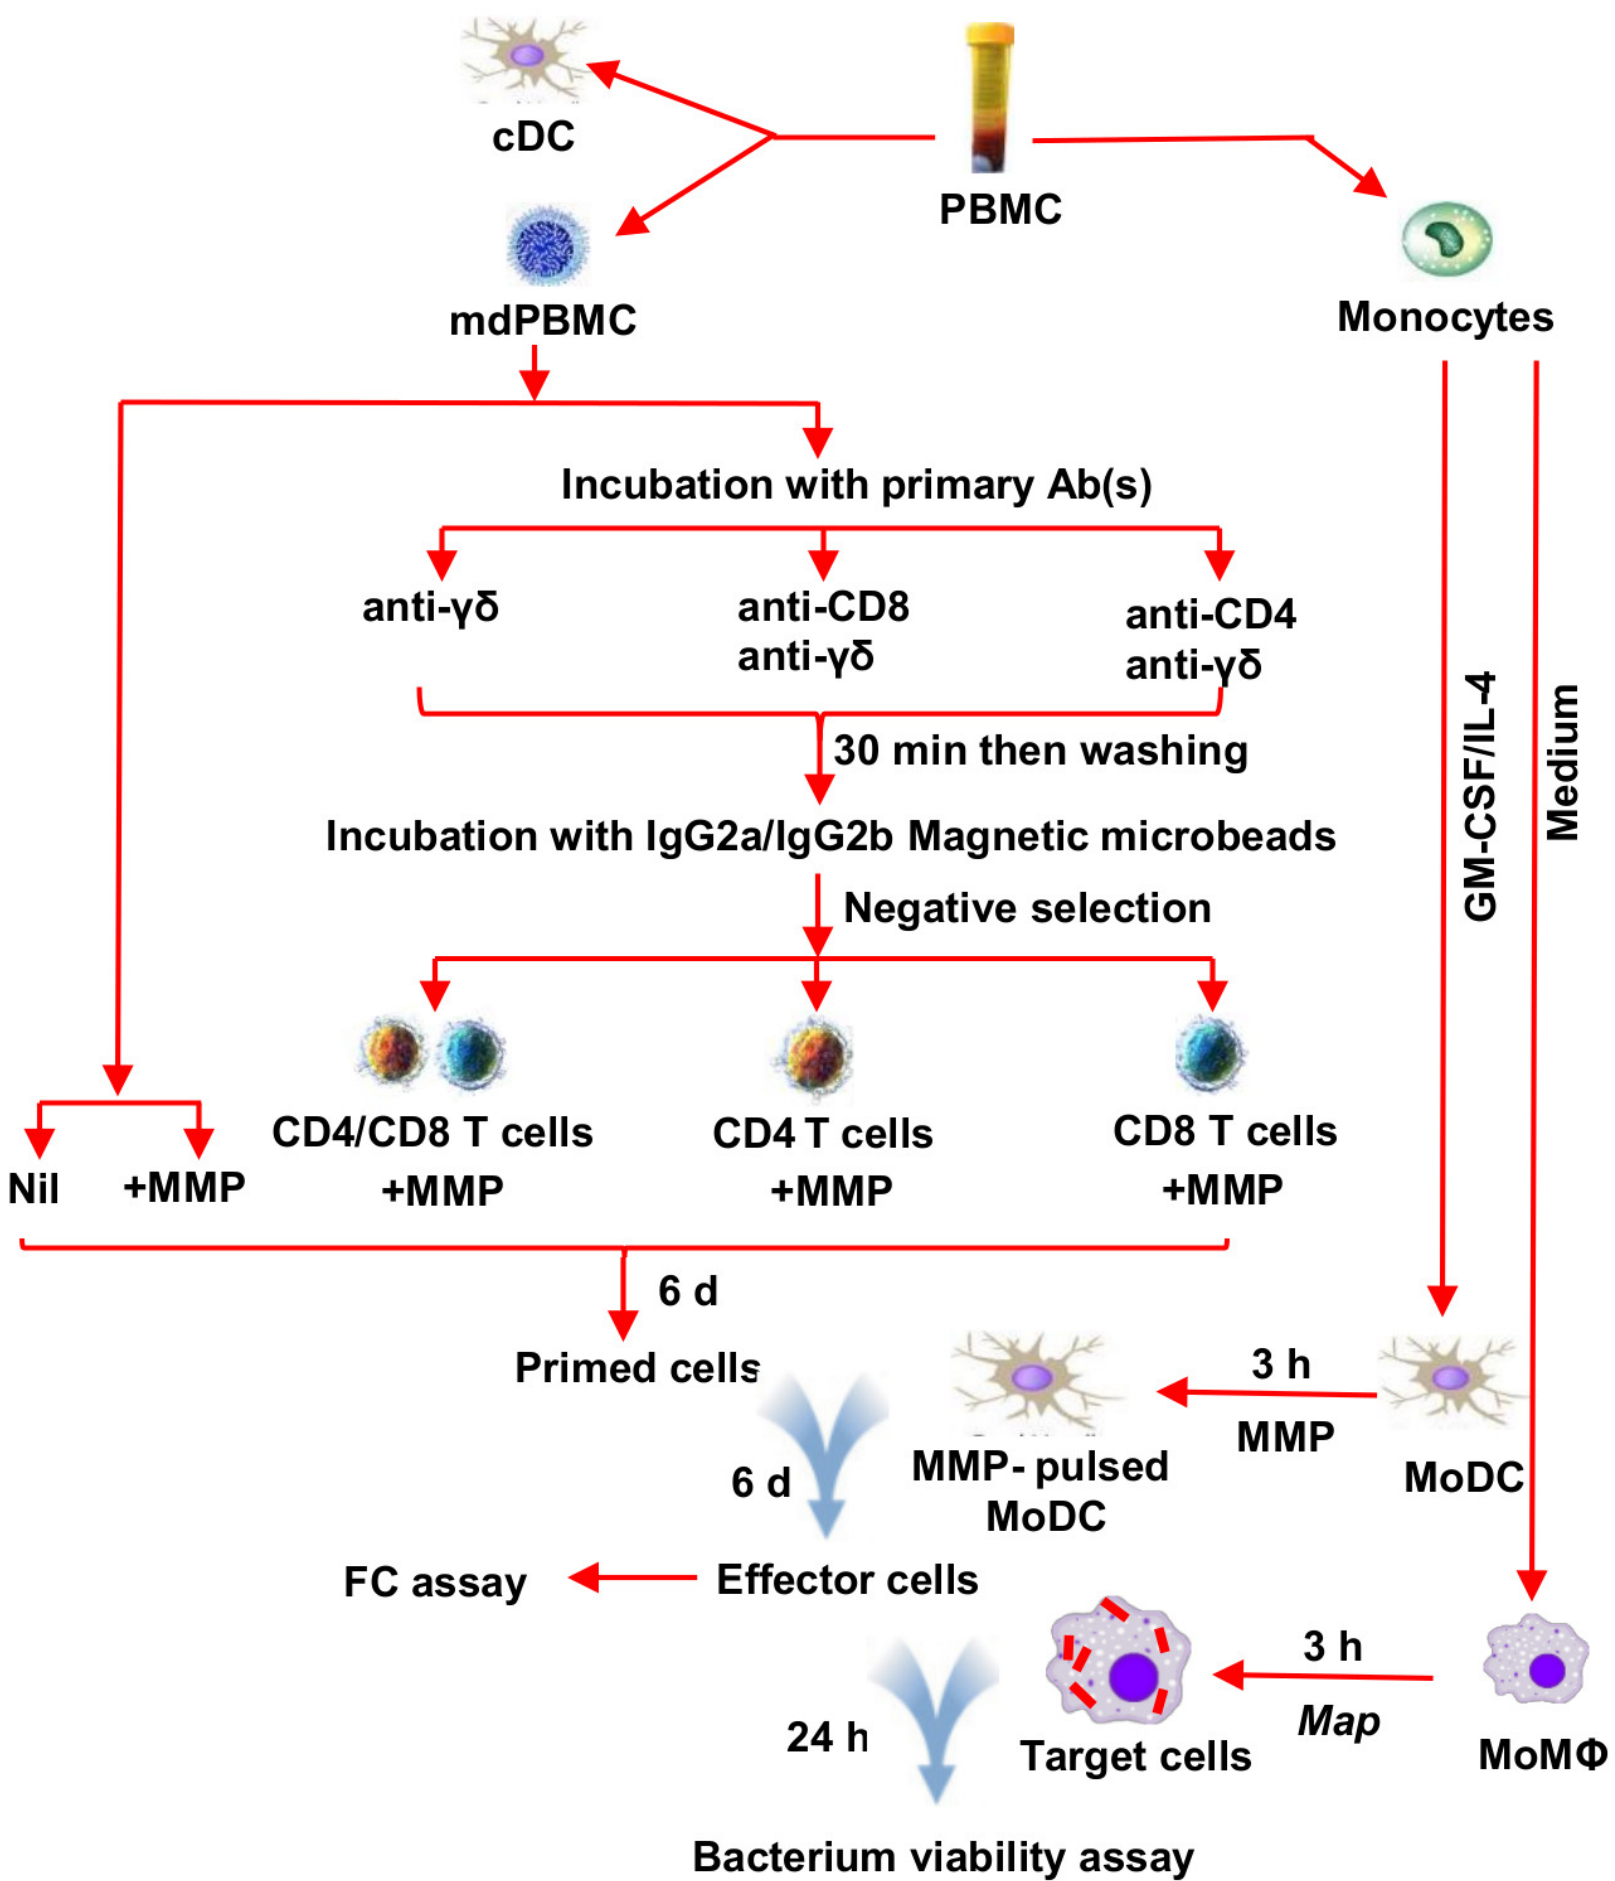 cDC
PBMC
mdPBMC
Monocytes
Incubation with primary Ab(s)
anti-γδ
anti-CD8
anti-γδ
anti-CD4
anti-γδ
GM-CSF/IL-4
Medium
30 min then washing
Incubation with IgG2a/IgG2b Magnetic microbeads
Negative selection
CD4/CD8 T cells
+MMP
CD4 T cells
+MMP
CD8 T cells
+MMP
Nil
+MMP
6 d
Primed cells
3 h
MMP
MoDC
MMP- pulsed
MoDC
6 d
Effector cells
FC assay
3 h
Map
MoMΦ
Target cells
24 h
Bacterium viability assay